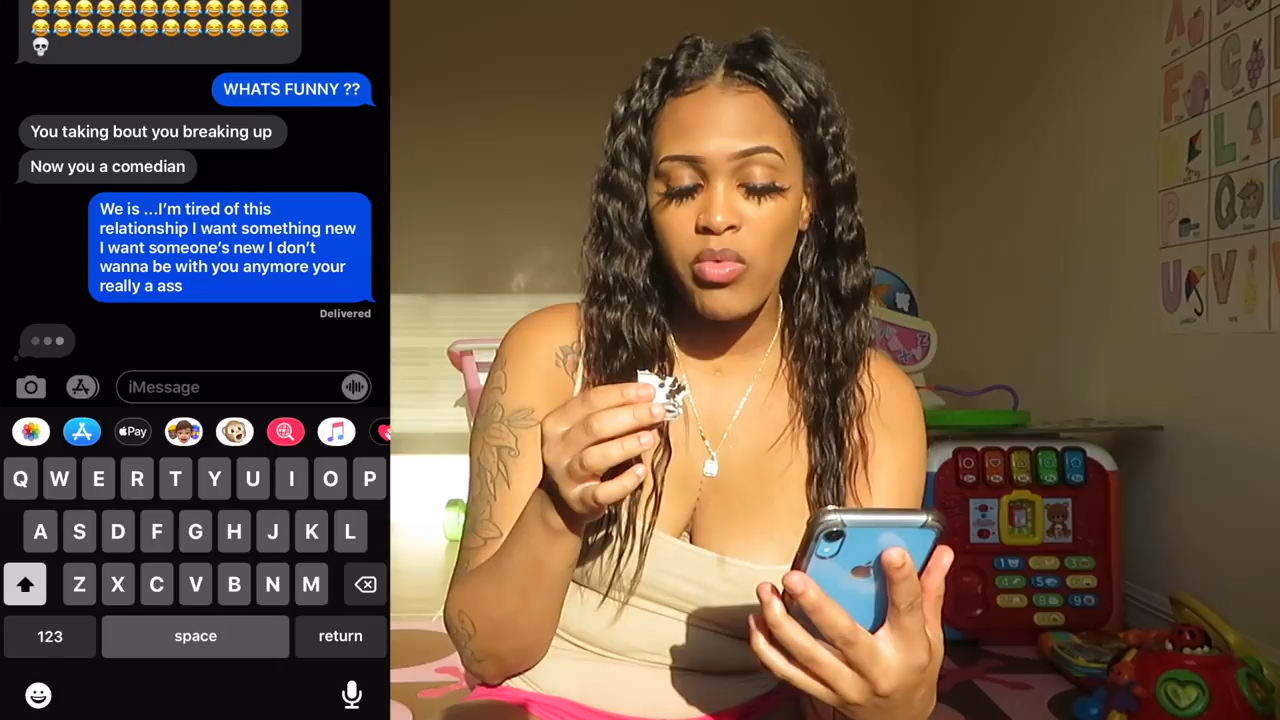 😂😂😂😂😂😂😂😂😂😂😂😂
😂😂😂😂😂😂😂😂😂😂😂😂
💀
WHATS FUNNY ??
You taking bout you breaking up
Now you a comedian
We is ...I'm tired of this
relationship I want something new
I want someone's new I don't
wanna be with you anymore your
really a ass
Delivered
iMessage
Pay
Q W E R T Y U I O P
A S D F G H J K L
Z X C V B N M
123 space return
A
C
F
L
P Q
U V